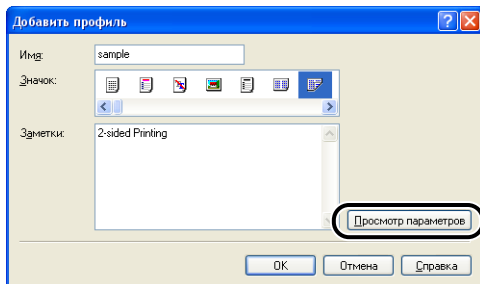 Добавить профиль
Имя: sample
Значок:
Заметки: 2-sided Printing
Просмотр параметров
OK Отмена Справка